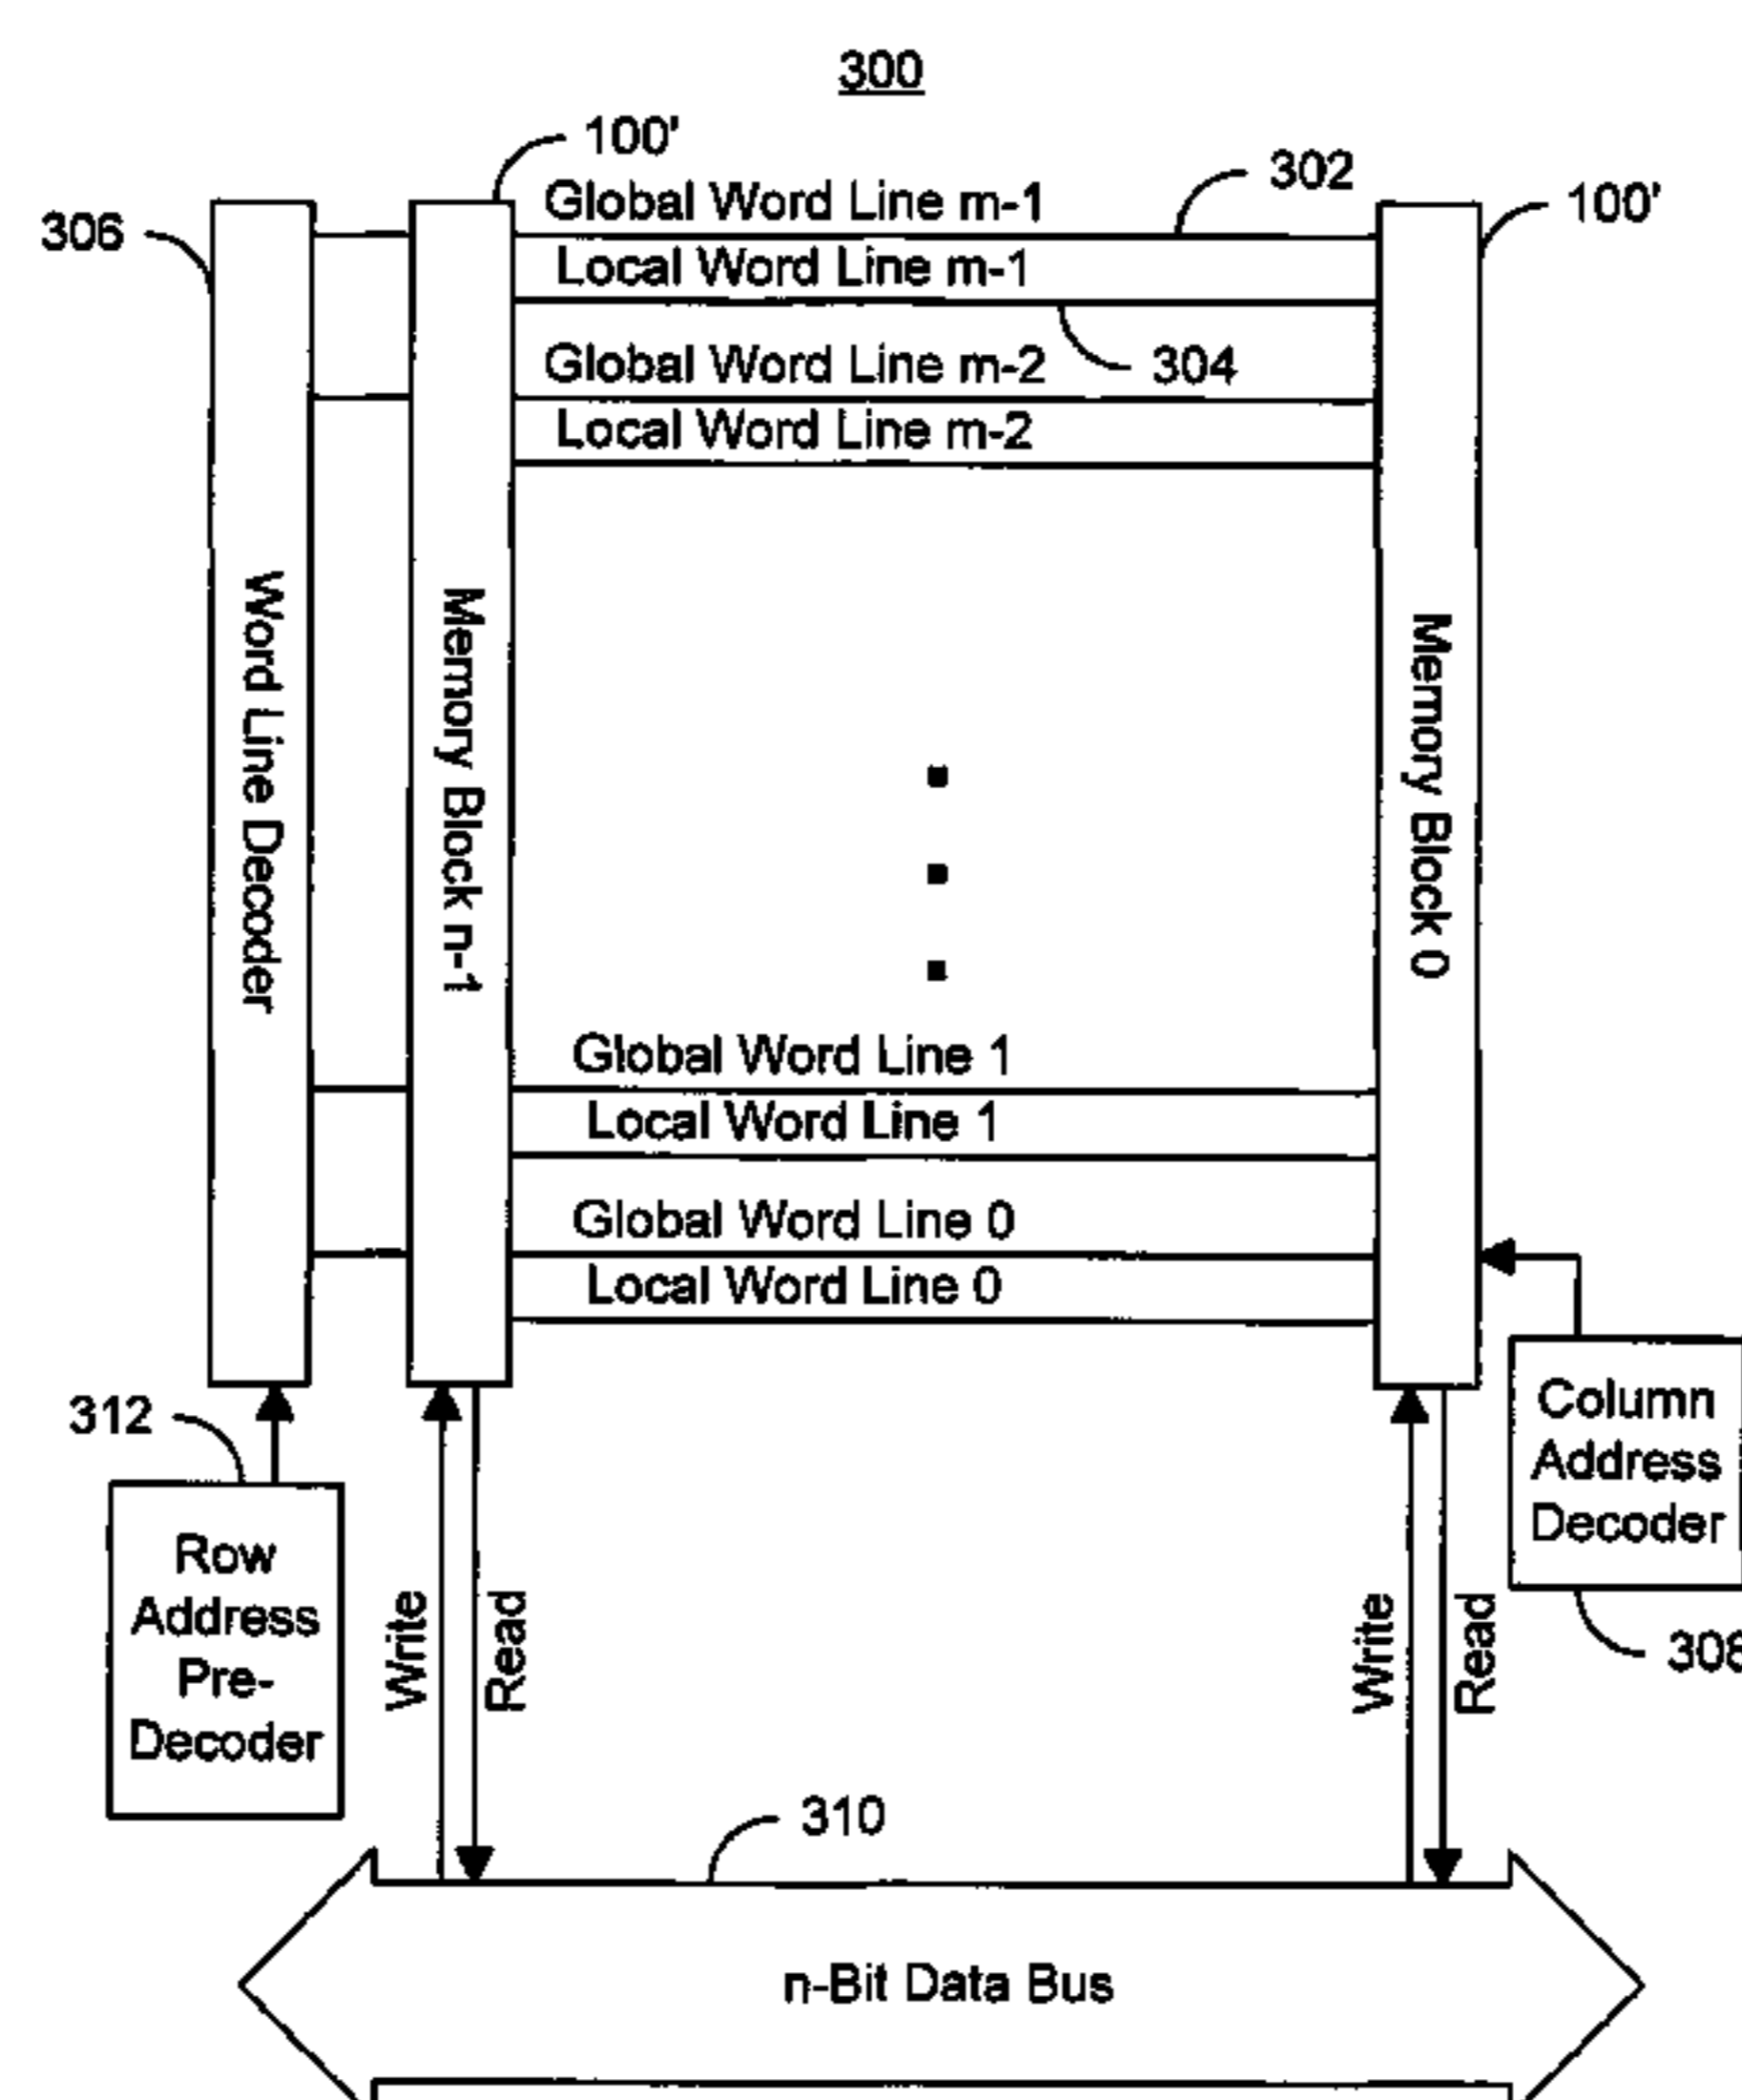 300
100'
Global Word Line m-1
302
100'
306
Local Word Line m-1
Global Word Line m-2
304
Local Word Line m-2
Word Line Decoder
Memory Block n-1
Memory Block 0
Global Word Line 1
Local Word Line 1
Global Word Line 0
Local Word Line 0
312
Column
Address
Decoder
308
Row
Address
Pre-
Decoder
Write
Read
Write
Read
310
n-Bit Data Bus